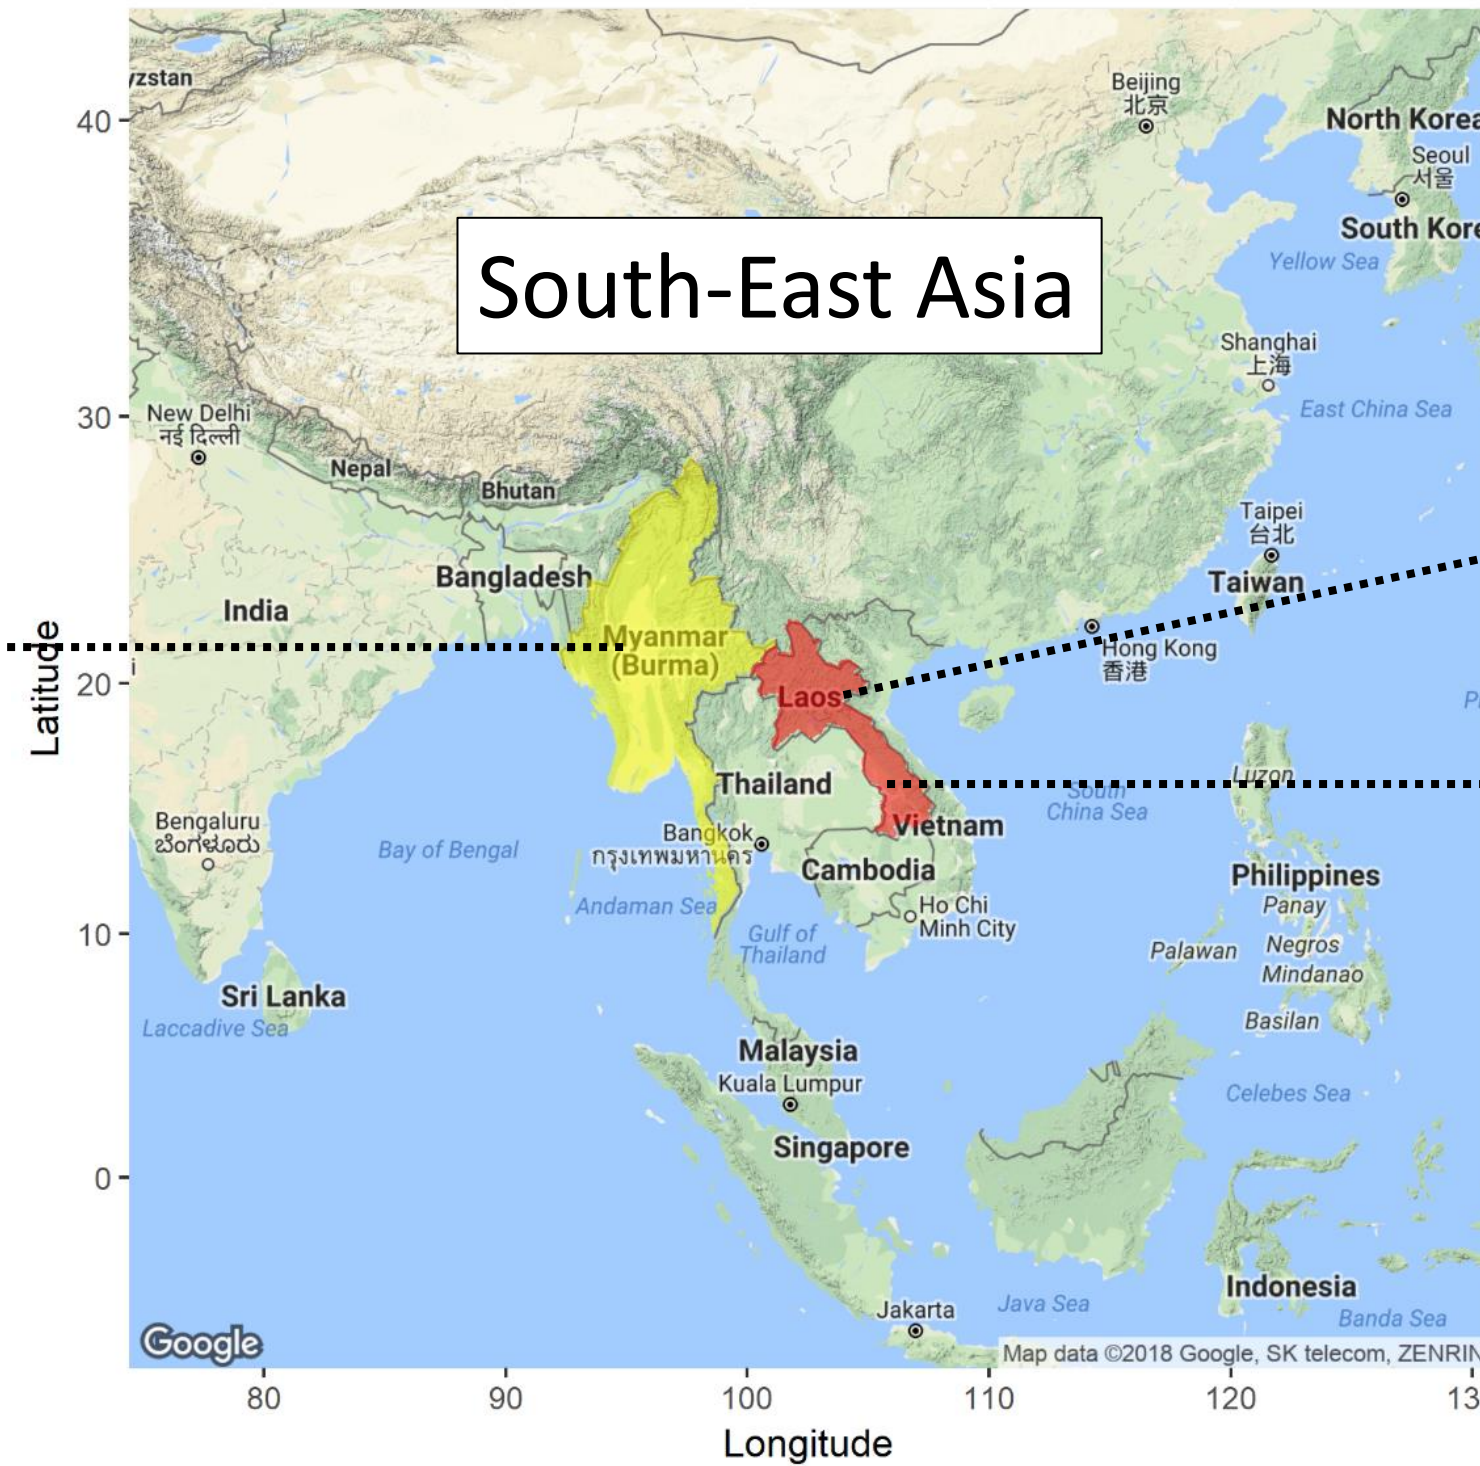 yzstan
Beijing
北京
40
North Korea
Seoul
서울
South Kore
South-East Asia
Yellow Sea
Shanghai
上海
30
New Delhi
नई दिल्ली
East China Sea
Nepal
Bhutan
Taipei
台北
Bangladesh
Taiwan
India
Myanmar
(Burma)
Hong Kong
香港
i
20
Latitude
Laos
P
Thailand
Luzon
South
China Sea
Bengaluru
ಬೆಂಗಳೂರು
Bangkok
กรุงเทพมหานคร
Vietnam
Bay of Bengal
Cambodia
Philippines
Andaman Sea
Ho Chi
Minh City
Panay
10
Gulf of
Thailand
Palawan
Negros
Mindanao
Sri Lanka
Laccadive Sea
Basilan
Malaysia
Kuala Lumpur
Celebes Sea
Singapore
0
Indonesia
Jakarta
Java Sea
Banda Sea
Google
Map data ©2018 Google, SK telecom, ZENRIN
80 90 100 110 120 13
Longitude